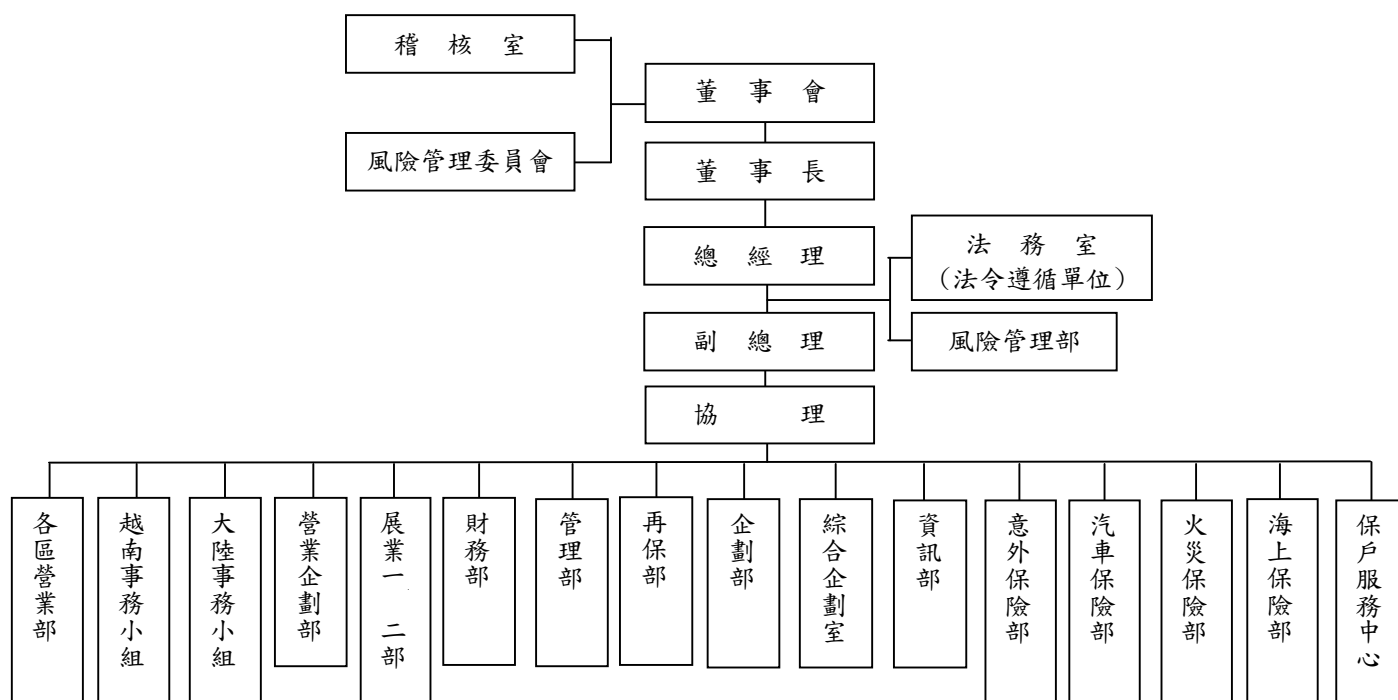 稽核室
董事會
風險管理委員會
董事長
總經理
法務室
（法令遵循單位）
副總理
風險管理部
協理
各區營業部
越南事務小組
大陸事務小組
營業企劃部
展業一、二部
財務部
管理部
再保部
企劃部
綜合企劃室
資訊部
意外保險部
汽車保險部
火災保險部
海上保險部
保戶服務中心